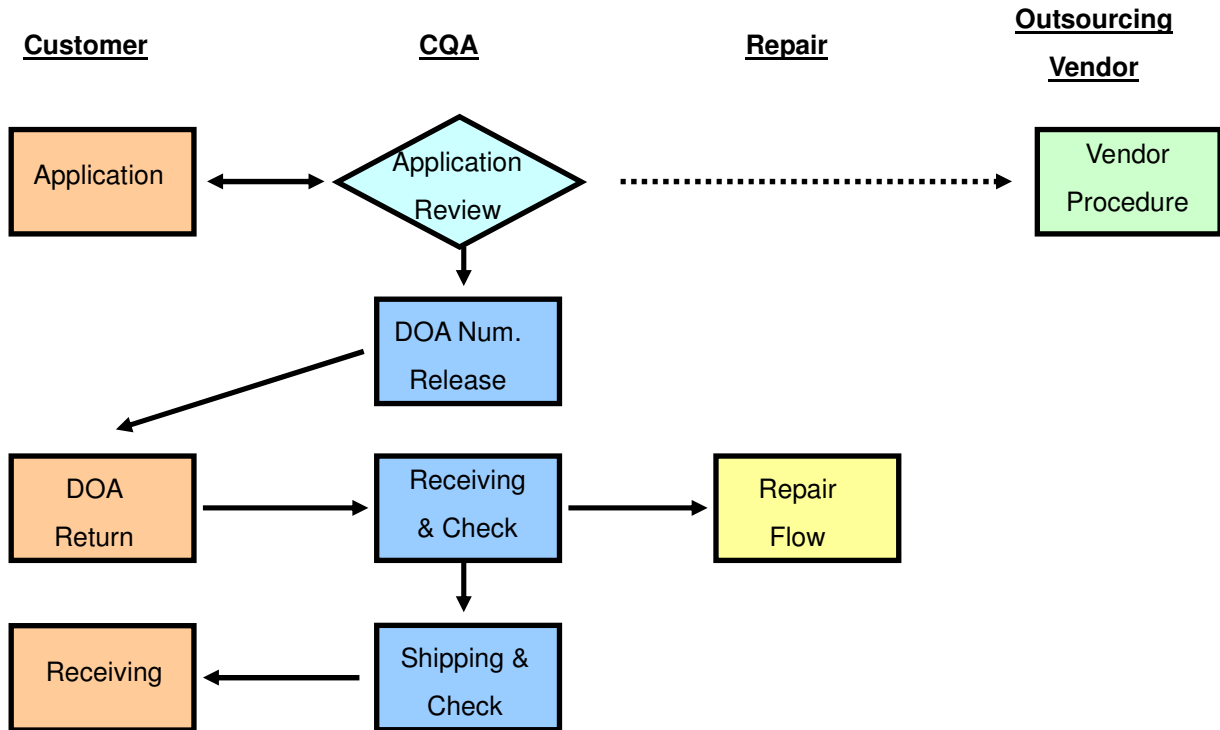 Customer
CQA
Repair
Outsourcing
Vendor
Application
Application
Review
Vendor
Procedure
DOA Num.
Release
DOA
Return
Receiving
& Check
Repair
Flow
Receiving
Shipping &
Check